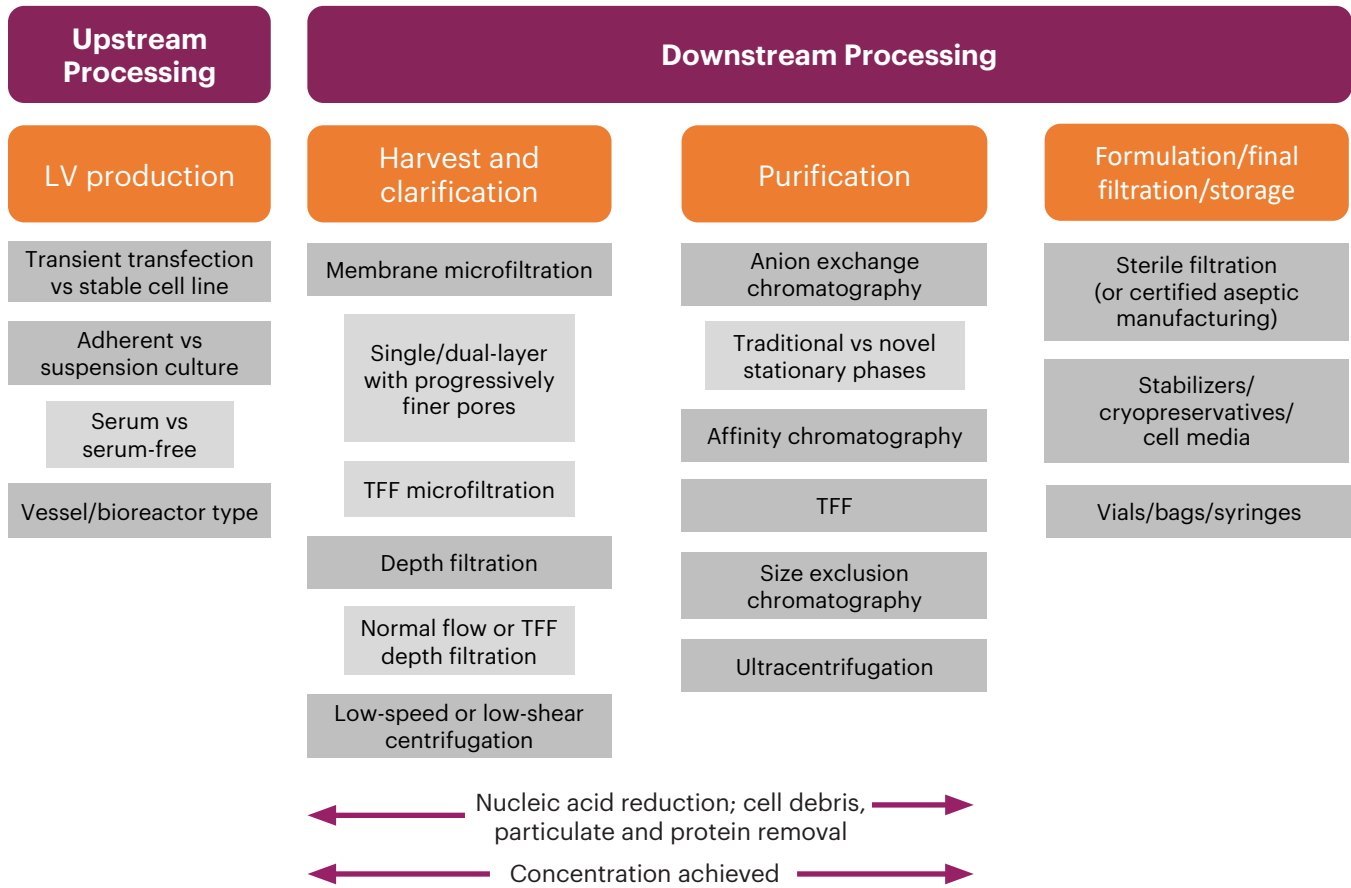 Upstream
Processing
Downstream Processing
LV production
Harvest and
clarification
Purification
Formulation/final
filtration/storage
Transient transfection
vs stable cell line
Adherent vs
suspension culture
Serum vs
serum-free
Vessel/bioreactor type
Membrane microfiltration
Single/dual-layer
with progressively
finer pores
TFF microfiltration
Depth filtration
Normal flow or TFF
depth filtration
Low-speed or low-shear
centrifugation
Anion exchange
chromatography
Traditional vs novel
stationary phases
Affinity chromatography
TFF
Size exclusion
chromatography
Ultracentrifugation
Sterile filtration
(or certified aseptic
manufacturing)
Stabilizers/
cryopreservatives/
cell media
Vials/bags/syringes
Nucleic acid reduction; cell debris,
particulate and protein removal
Concentration achieved